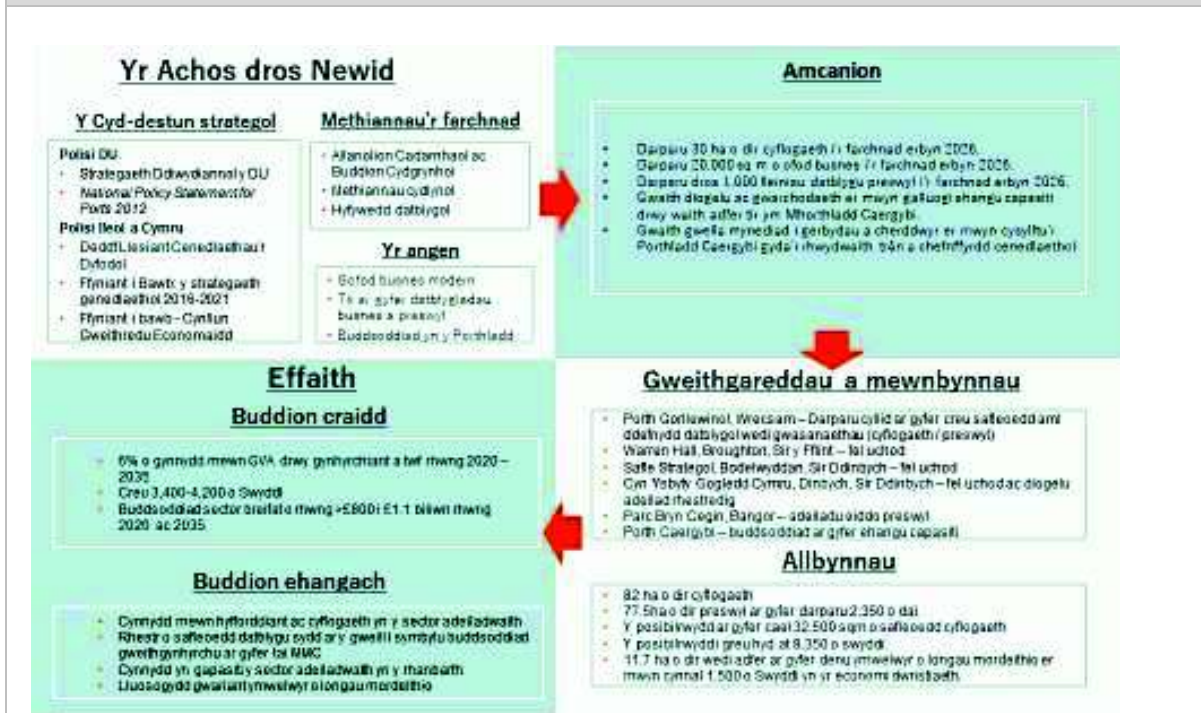 Yr Achos dros Newid
Y Cyd-destun strategol
Polisi DU
• Strategaeth Ddiwydiannal y DU
• National Policy Statement for
Ports 2012
Polisi lleol a Cymru
• Deddf Llesiant Cenedlaethau'r
Dyfodol
• Ffyniant i Bawb: y strategaeth
genedlaethol 2016-2021
• Ffyniant i bawb - Cynllun
Gweithredu Economaidd
Methiannau'r farchnad
• Allanolion Cadarnhaol ac
Buddion Cydgrynhoi
• Methiannau cydlynol
• Hyfywedd datblygol
Yr angen
• Gofod busnes modern
• Tir ar gyfer datblygiadau
busnes a preswyl
• Buddsoddiad yn y Porthladd
Amcanion
• Darparu 30 ha o dir cyflogaeth i'r farchnad erbyn 2026.
• Darparu 20,000 sq m o ofod busnes i'r farchnad erbyn 2026.
• Darparu dros 1,000 lleiniau datblygu preswyl i'r farchnad erbyn 2026.
• Gwaith diogelu ac gwarchodaeth er mwyn galluogi ehangu capasiti
drwy waith adfer tir ym Mhorthladd Caergybi.
• Gwaith gwella mynediad i gerbydau a cherddwyr er mwyn cysylltu'r
Porthladd Caergybi gyda'r rhwydwaith trên a chefnffyrdd cenedlaethol
Gweithgareddau a mewnbynnau
• Porth Gorllewinol, Wrecsam – Darparu cyllid ar gyfer creu safleoedd aml
ddefnydd datblygol wedi gwasanaethau (cyflogaeth / preswyl)
• Warren Hall, Broughton, Sir y Fflint – fel uchod
• Safle Strategol, Bodelwyddan, Sir Ddinbych – fel uchod
• Cyn Ysbyty Gogledd Cymru, Dinbych, Sir Ddinbych – fel uchod ac diogelu
adeilad rhestredig
• Parc Bryn Cegin, Bangor – adeiladu eiddo preswyl
• Porth Caergybi – buddsoddiad ar gyfer ehangu capasiti
Allbynnau
• 82 ha o dir cyflogaeth
• 77.5ha o dir preswyl ar gyfer darparu 2,350 o dai
• Y posibilrwydd ar gyfer cael 32,500 sqm o safleoedd cyflogaeth
• Y posibilrwydd i greu hyd at 8,350 o swyddi
• 11.7 ha o dir wedi adfer ar gyfer denu ymwelwyr o longau mordeithio er
mwyn cynnal 1,500 o Swyddi yn yr economi dwristiaeth.
Effaith
Buddion craidd
• 6% o gynnydd mewn GVA drwy gynhyrchiant a twf rhwng 2020 –
2035
• Creu 3,400-4,200 o Swyddi
• Buddsoddiad sector breifat o rhwng >£800 i £1.1 biliwn rhwng
2020 ac 2035
Buddion ehangach
• Cynnydd mewn hyfforddiant ac cyflogaeth yn y sector adeiladwaith
• Rhestr o safleoedd datblygu sydd ar y gweill i symbylu buddsoddiad
gweithgynhyrchu ar gyfer tai MMC
• Cynnydd yn gapasiti y sector adeiladwaith yn y rhanbarth
• Lluosogydd gwariant ymwelwyr o longau mordeithio